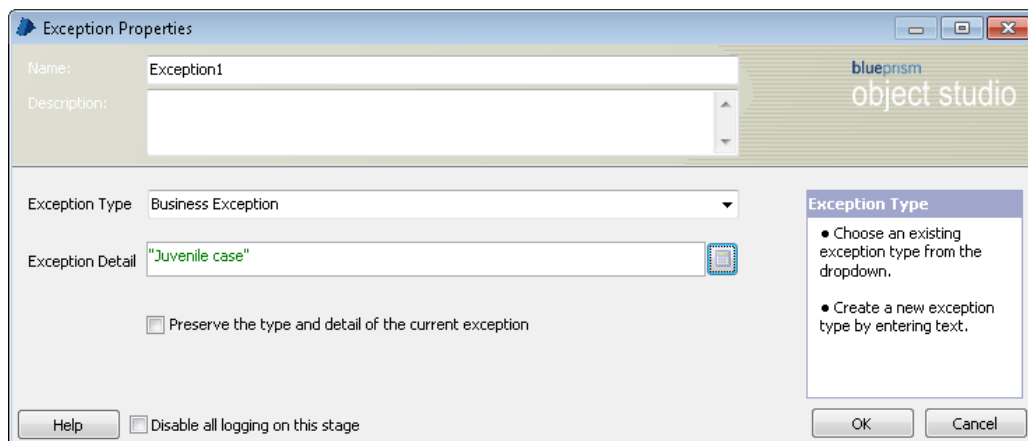 Exception Properties
Name:
Exception1
blueprism
object studio
Description:
Exception Type
Business Exception
Exception Detail
"Juvenile case"
Preserve the type and detail of the current exception
Exception Type
● Choose an existing
exception type from the
dropdown.
● Create a new exception
type by entering text.
Help
Disable all logging on this stage
OK
Cancel